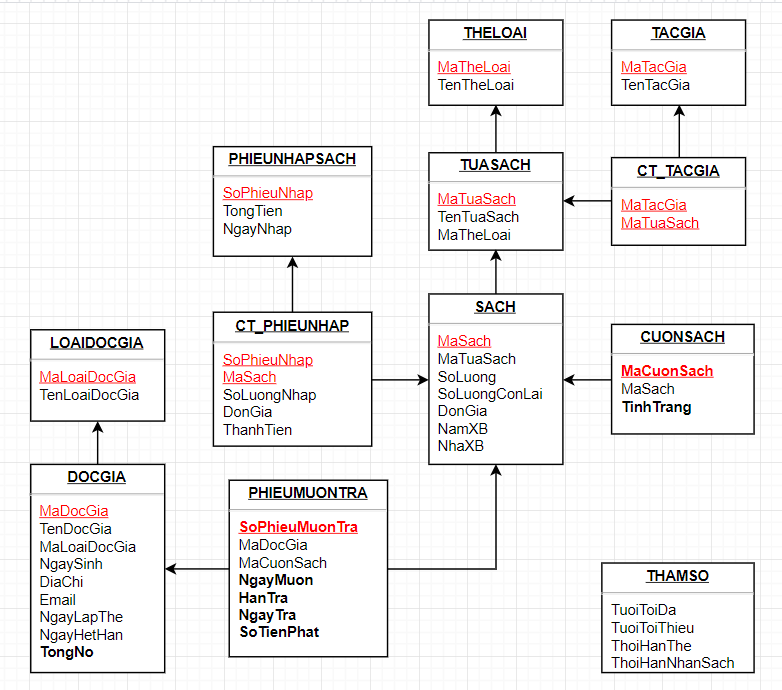 THELOAI
MaTheLoai
TenTheLoai
TACGIA
MaTacGia
TenTacGia
PHIEUNHAPSACH
SoPhieuNhap
TongTien
NgayNhap
TUASACH
MaTuaSach
TenTuaSach
MaTheLoai
CT_TACGIA
MaTacGia
MaTuaSach
LOAIDOCGIA
MaLoaiDocGia
TenLoaiDocGia
CT_PHIEUNHAP
SoPhieuNhap
MaSach
SoLuongNhap
DonGia
ThanhTien
SACH
MaSach
MaTuaSach
SoLuong
SoLuongConLai
DonGia
NamXB
NhaXB
CUONSACH
MaCuonSach
MaSach
TinhTrang
DOCGIA
MaDocGia
TenDocGia
MaLoaiDocGia
NgaySinh
DiaChi
Email
NgayLapThe
NgayHetHan
TongNo
PHIEUMUONTRA
SoPhieuMuonTra
MaDocGia
MaCuonSach
NgayMuon
HanTra
NgayTra
SoTienPhat
THAMSO
TuoiToiDa
TuoiToiThieu
ThoiHanThe
ThoiHanNhanSach